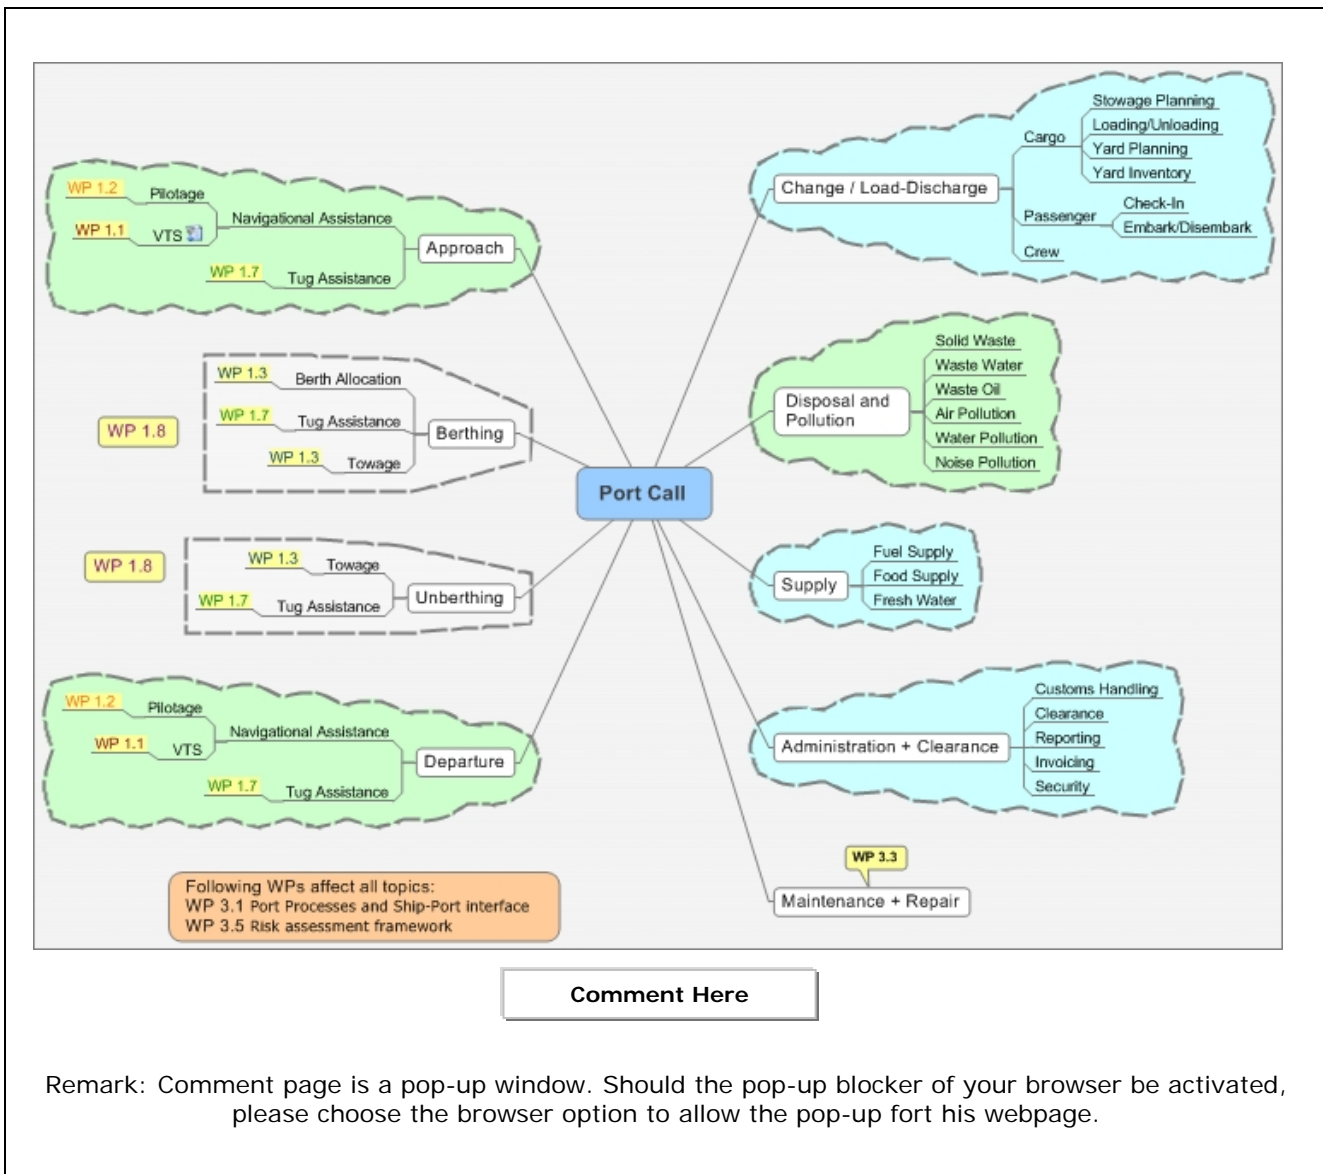 WP 1.2
Pilotage
WP 1.1
VTS
Navigational Assistance
WP 1.7
Tug Assistance
Approach
WP 1.8
WP 1.3
Berth Allocation
WP 1.7
Tug Assistance
WP 1.3
Towage
Berthing
WP 1.8
WP 1.3
Towage
WP 1.7
Tug Assistance
Unberthing
WP 1.2
Pilotage
WP 1.1
VTS
Navigational Assistance
WP 1.7
Tug Assistance
Departure
Following WPs affect all topics:
WP 3.1 Port Processes and Ship-Port interface
WP 3.5 Risk assessment framework
Port Call
Change / Load-Discharge
Cargo
Stowage Planning
Loading/Unloading
Yard Planning
Yard Inventory
Passenger
Check-In
Embark/Disembark
Crew
Disposal and
Pollution
Solid Waste
Waste Water
Waste Oil
Air Pollution
Water Pollution
Noise Pollution
Supply
Fuel Supply
Food Supply
Fresh Water
Administration + Clearance
Customs Handling
Clearance
Reporting
Invoicing
Security
WP 3.3
Maintenance + Repair
Comment Here
Remark: Comment page is a pop-up window. Should the pop-up blocker of your browser be activated,
please choose the browser option to allow the pop-up fort his webpage.